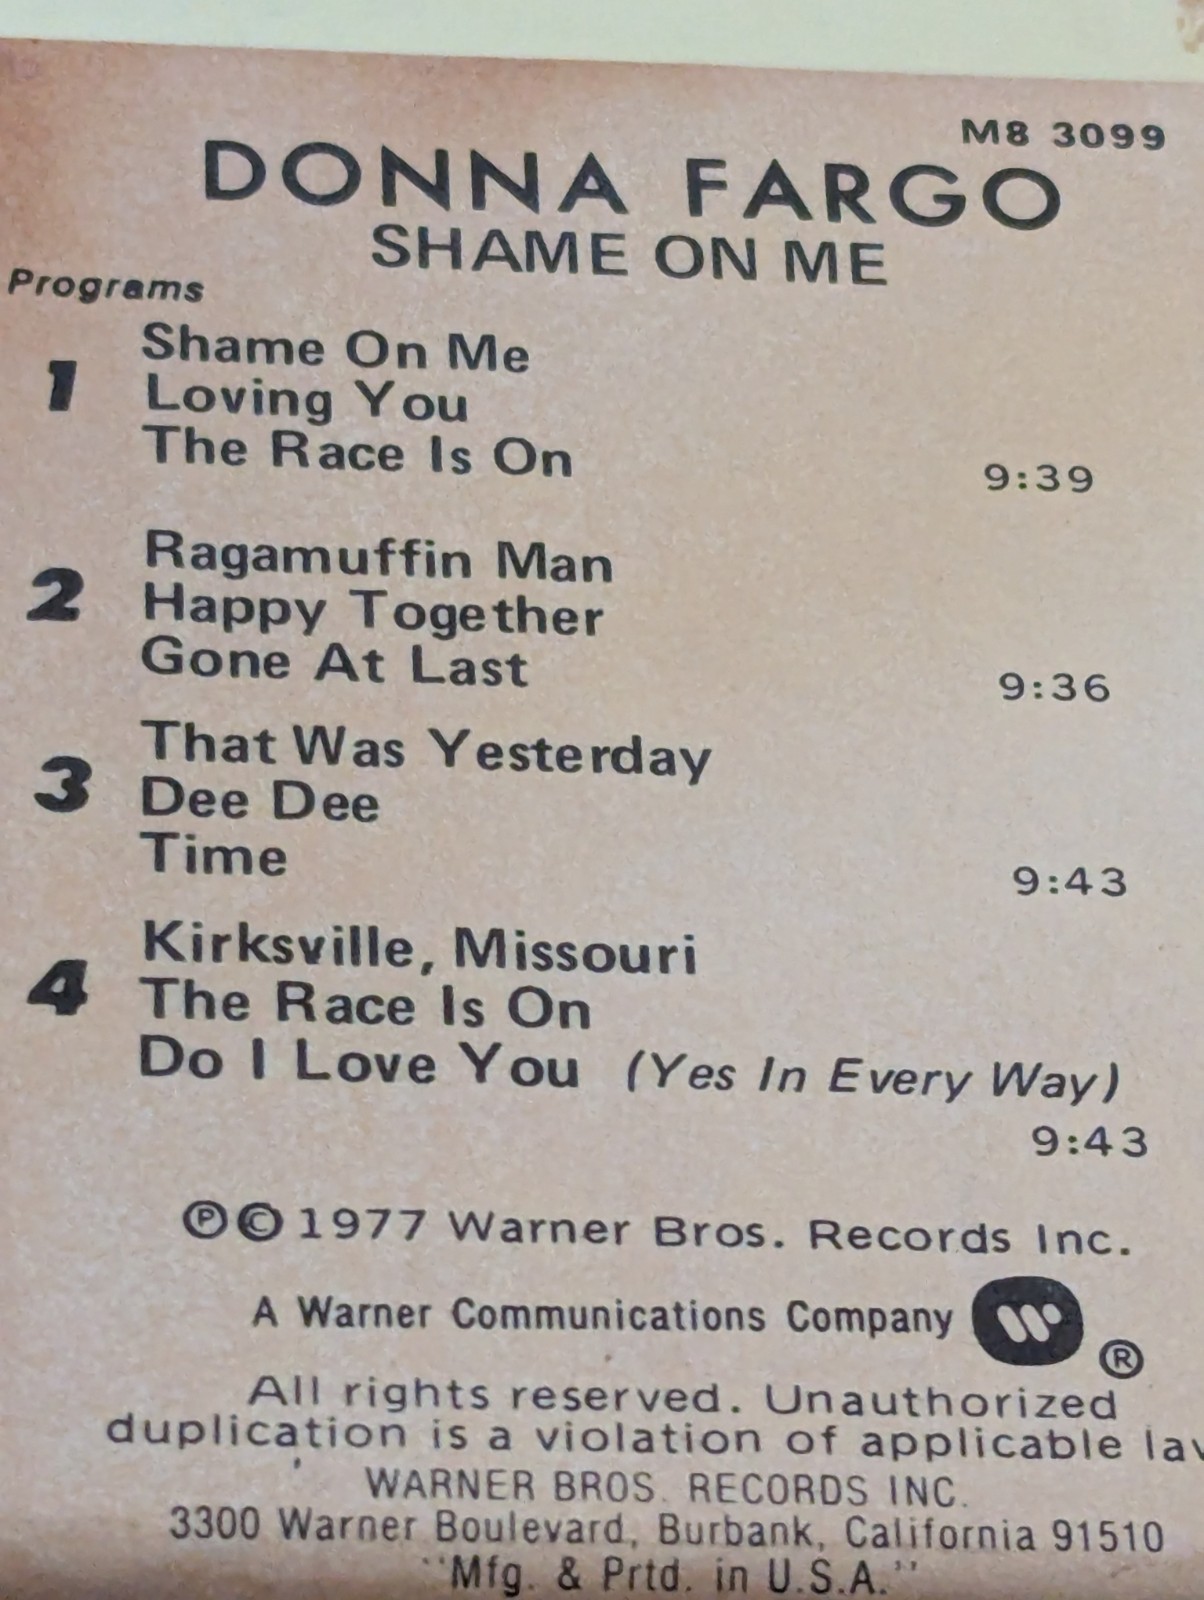 M8 3099
DONNA FARGO
SHAME ON ME
Programs
1
Shame On Me
Loving You
The Race Is On
9:39
2
Ragamuffin Man
Happy Together
Gone At Last
9:36
3
That Was Yesterday
Dee Dee
Time
9:43
4
Kirksville, Missouri
The Race Is On
Do I Love You (Yes In Every Way)
9:43
℗©1977 Warner Bros. Records Inc.
A Warner Communications Company W ®
All rights reserved. Unauthorized
duplication is a violation of applicable
WARNER BROS. RECORDS INC.
3300 Warner Boulevard, Burbank, California 91510
"Mfg. & Prtd. in U.S.A."